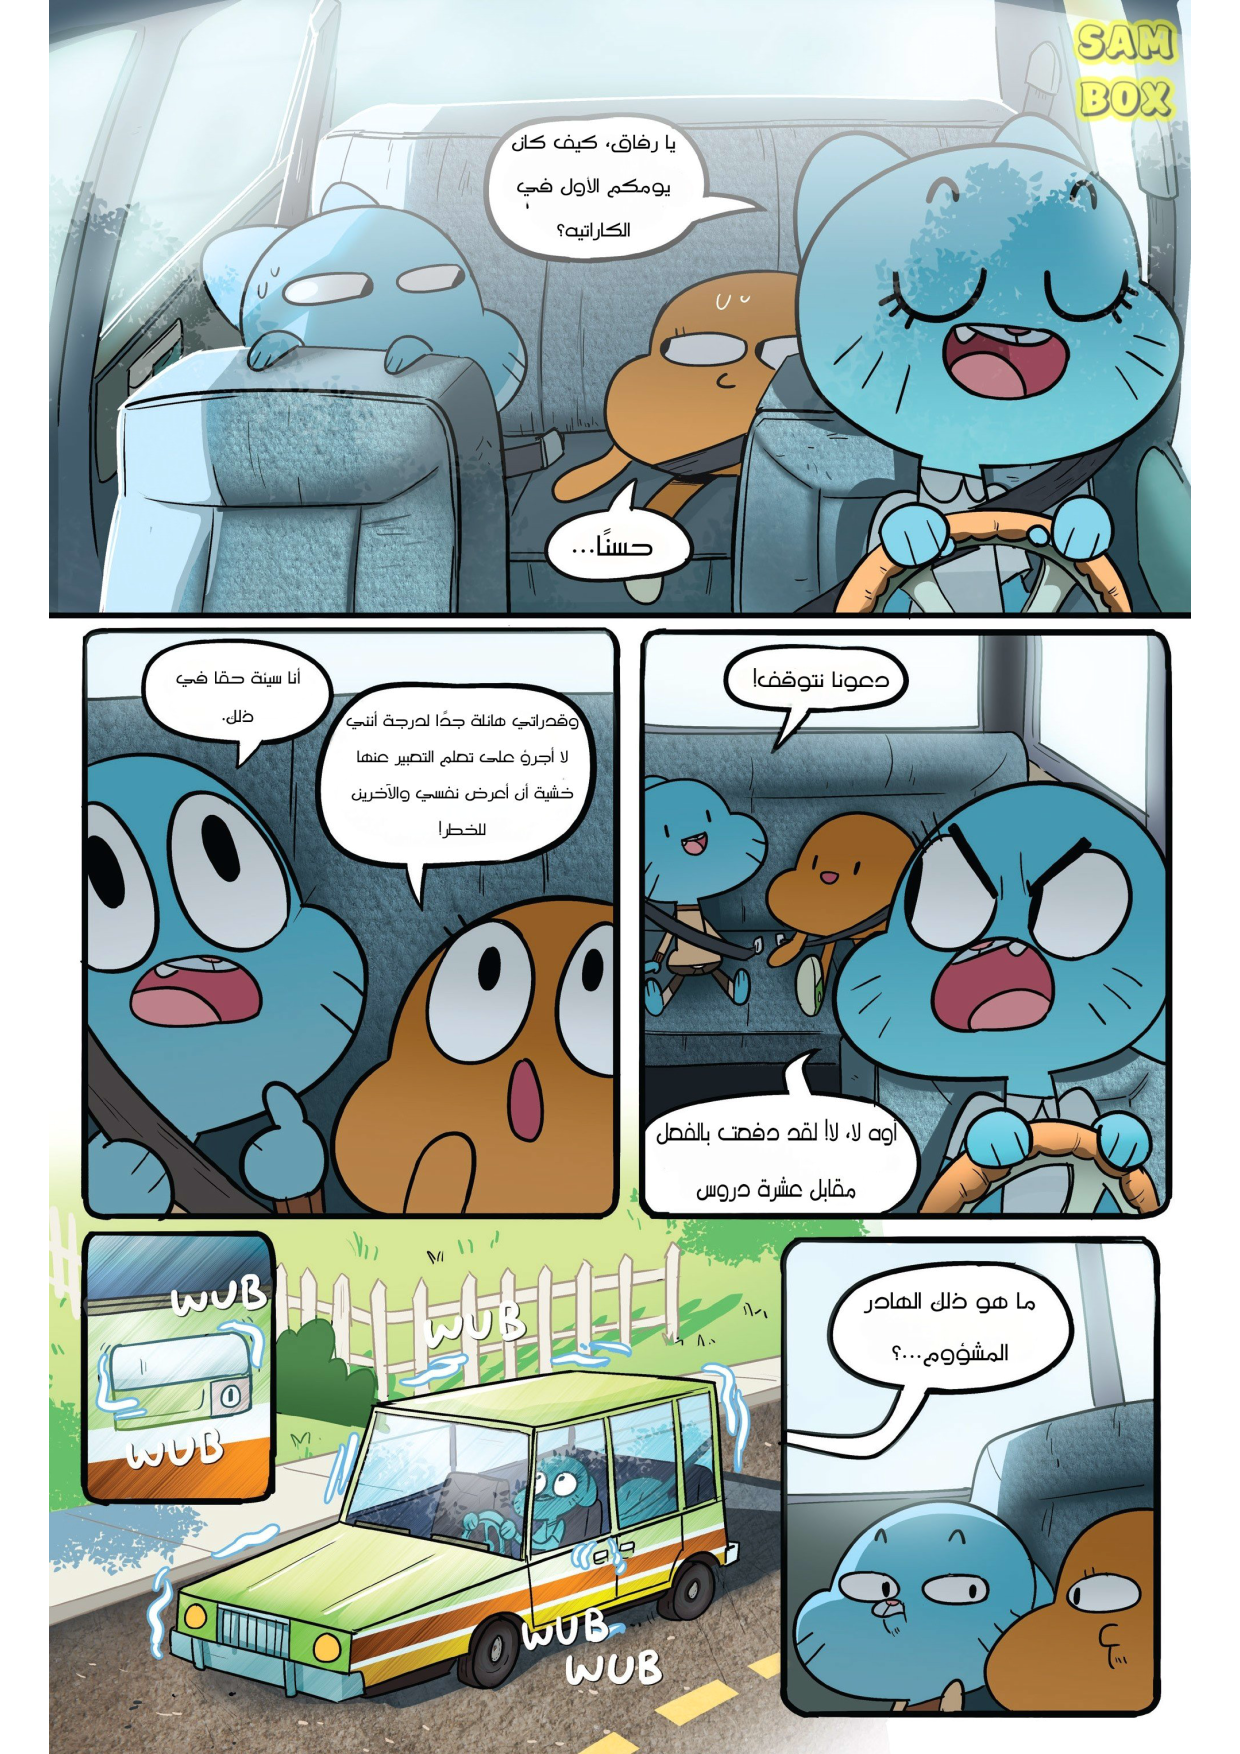 SAM
BOX
يا رفاق، كيف كان
يومكم الأول في
الكاراتيه؟
حسنًا...
أنا سيئة حقا في
ذلك.
وقدراتي هائلة جدًا لدرجة أنني
لا أجرؤ على تعلم التعبير عنها
خشية أن أعرض نفسي والآخرين
للخطر!
دعونا نتوقف!
أوه لا، لا! لقد دفعت بالفعل
مقابل عشرة دروس
WUB
WUB
WUB
WUB
WUB
ما هو ذلك الهادر
المشؤوم...؟